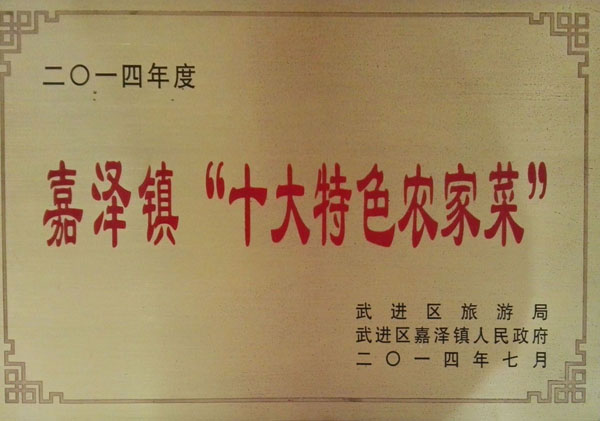 二〇一四年度
嘉泽镇“十大特色农家菜”
武进区旅游局
武进区嘉泽镇人民政府
二〇一四年七月